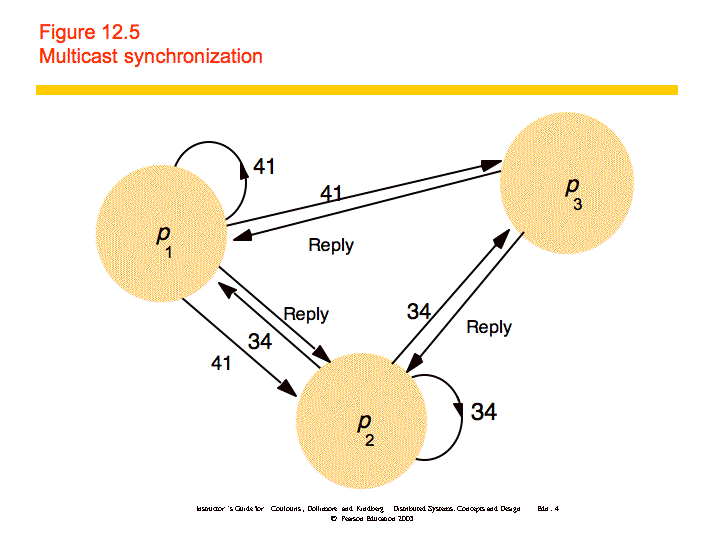 Figure 12.5
Multicast synchronization
41
41
p
3
p
1
Reply
Reply
34
34
Reply
41
p
2
34
Instructor's Guide for Coulouris, Dollimore and Kindberg Distributed Systems: Concepts and Design Edn. 4
© Pearson Education 2005